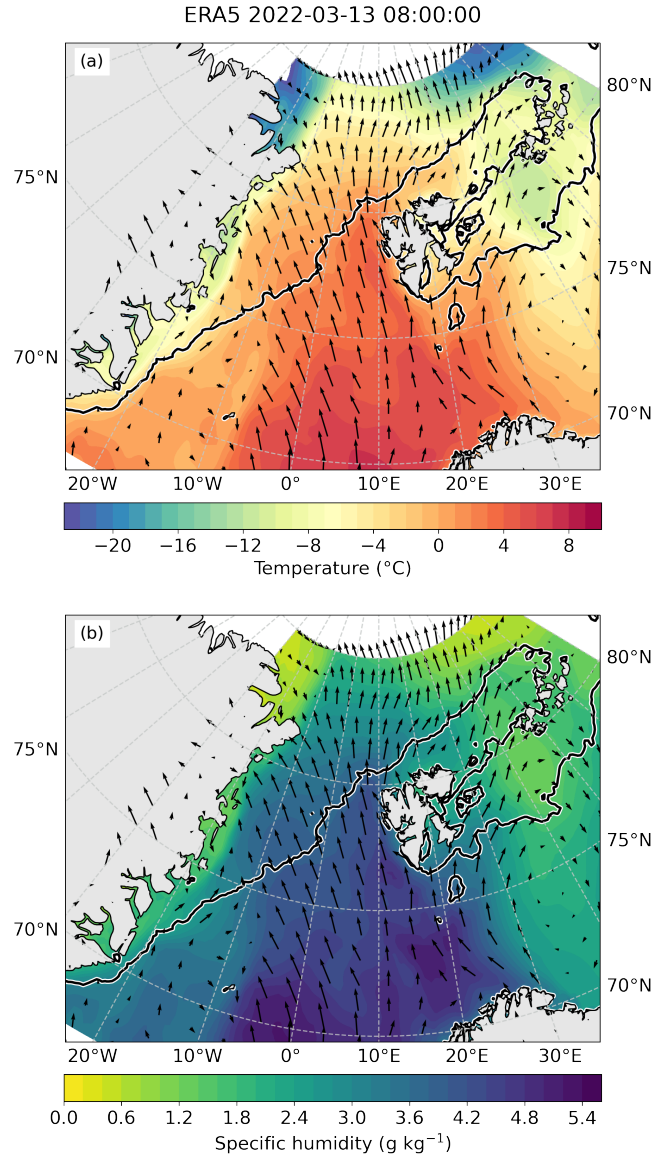 ERA5 2022-03-13 08:00:00
(a)
80°N
75°N
75°N
70°N
70°N
20°W 10°W 0° 10°E 20°E 30°E
−20 −16 −12 −8 −4 0 4 8
Temperature (°C)
(b)
80°N
75°N
75°N
70°N
70°N
20°W 10°W 0° 10°E 20°E 30°E
0.0 0.6 1.2 1.8 2.4 3.0 3.6 4.2 4.8 5.4
Specific humidity (g kg⁻¹)